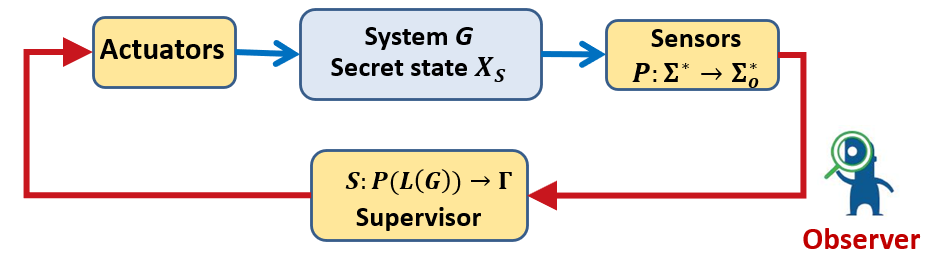 Actuators
System G
Secret state X_S
Sensors
P: Σ* → Σ_o*
S: P(L(G)) → Γ
Supervisor
Observer